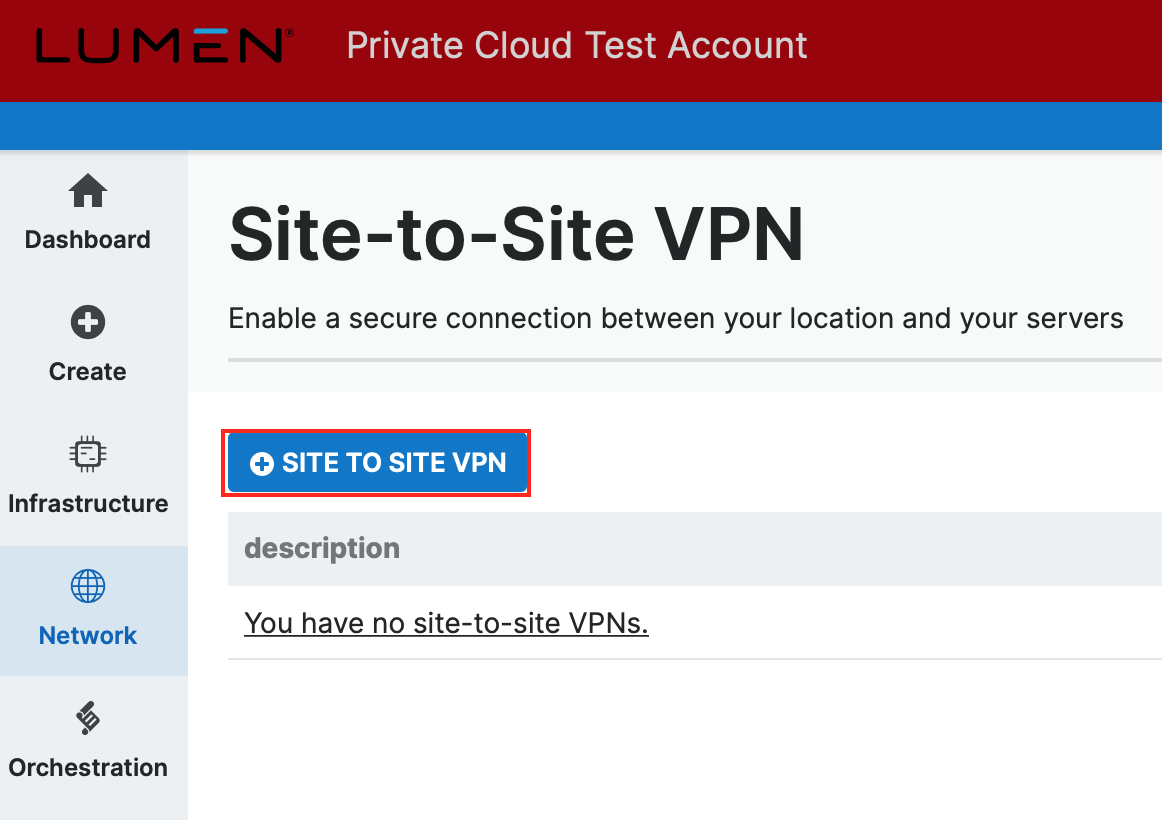 LUMEN®
Private Cloud Test Account
Dashboard
Create
Infrastructure
Network
Orchestration
Site-to-Site VPN
Enable a secure connection between your location and your servers
SITE TO SITE VPN
description
You have no site-to-site VPNs.